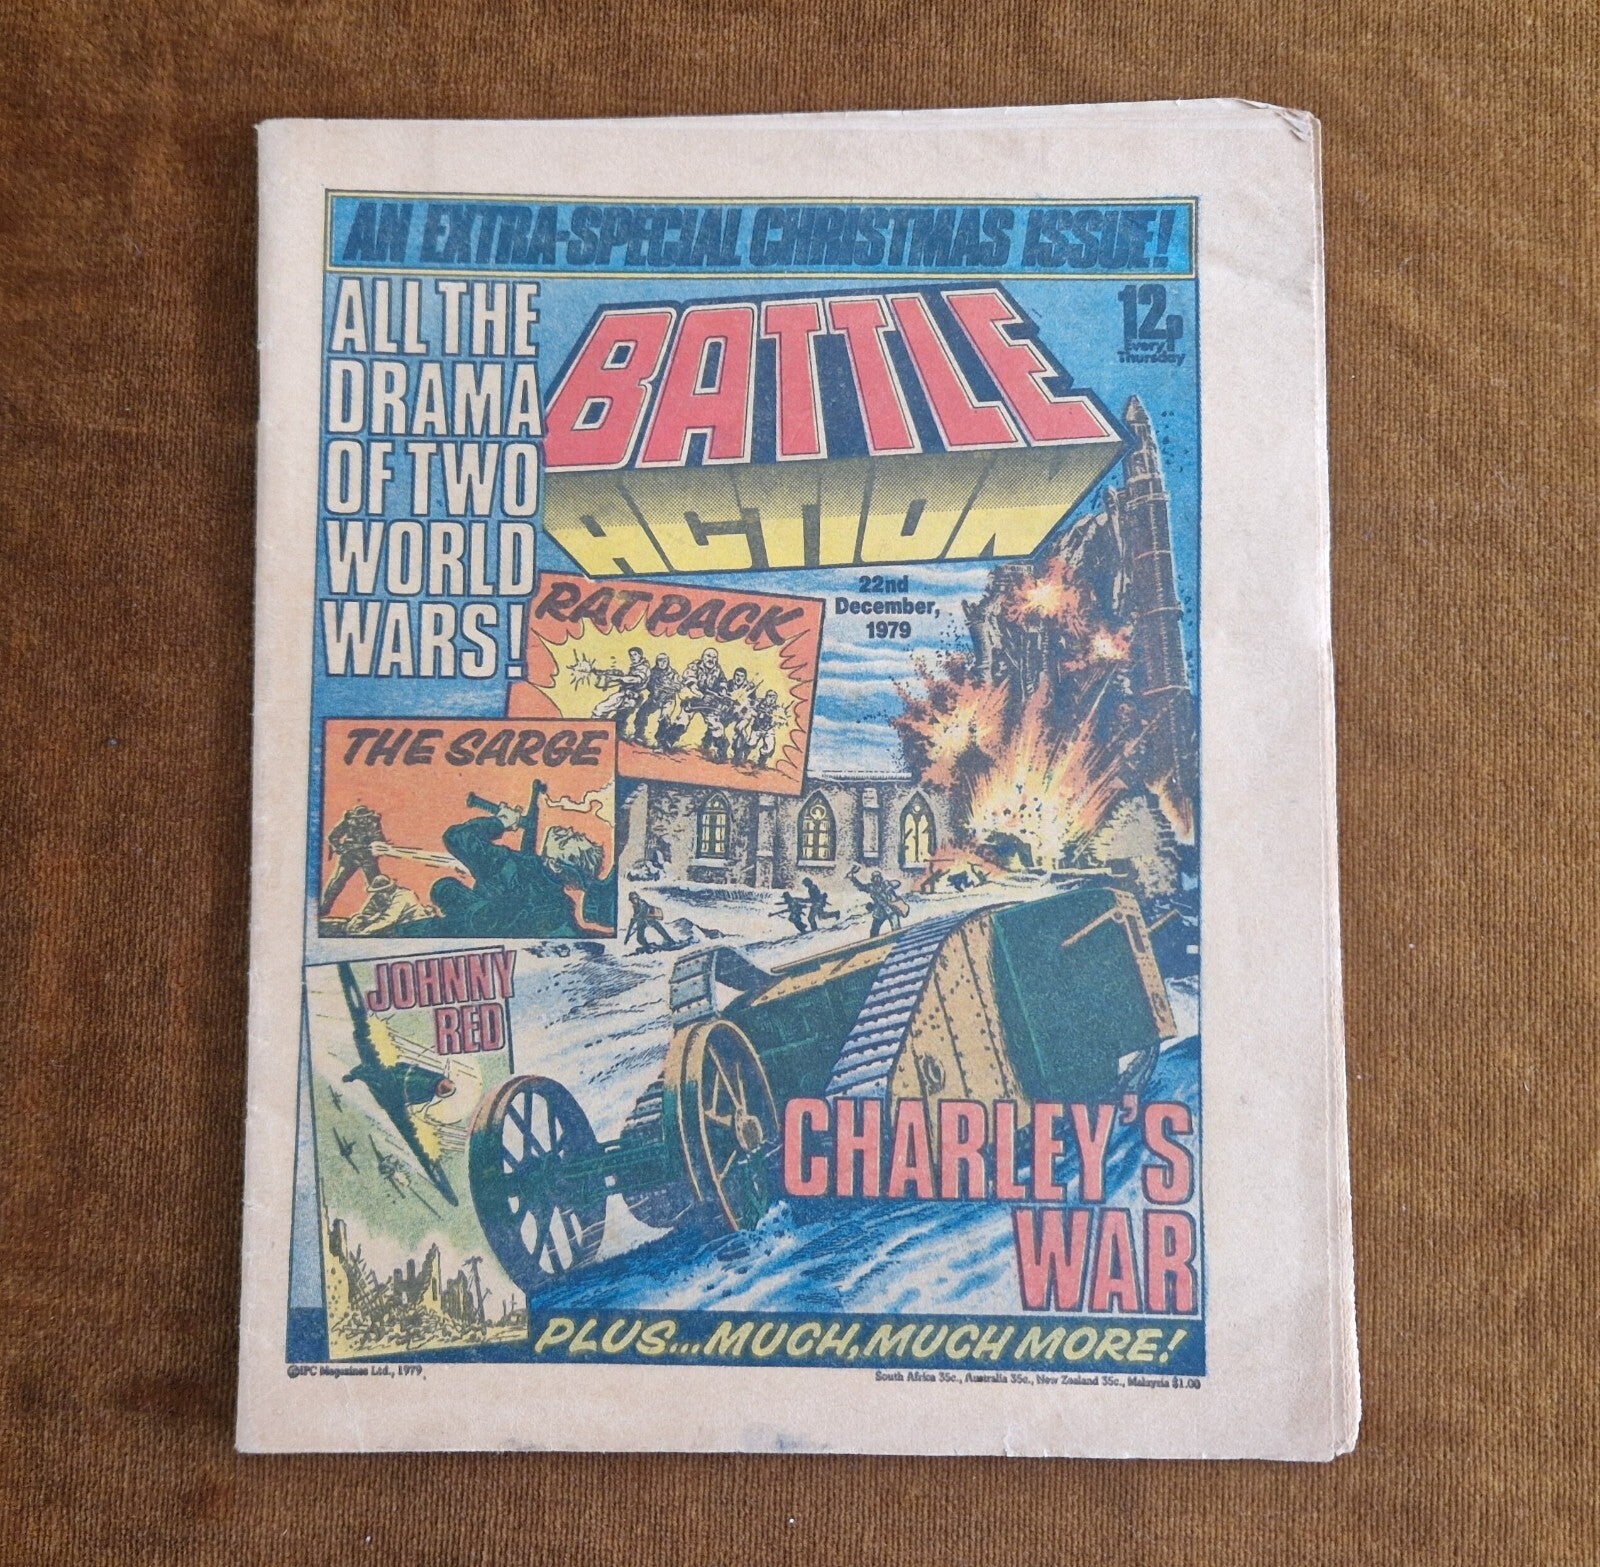 AN EXTRA-SPECIAL CHRISTMAS ISSUE!
ALL THE
DRAMA
OF TWO
WORLD
WARS!
BATTLE
ACTION
12p
Every
Thursday
22nd
December,
1979
RAT PACK
THE SARGE
JOHNNY
RED
CHARLEY'S
WAR
PLUS...MUCH, MUCH MORE!
©IPC Magazines Ltd., 1979.
South Africa 35c., Australia 35c., New Zealand 35c., Malaysia $1.00